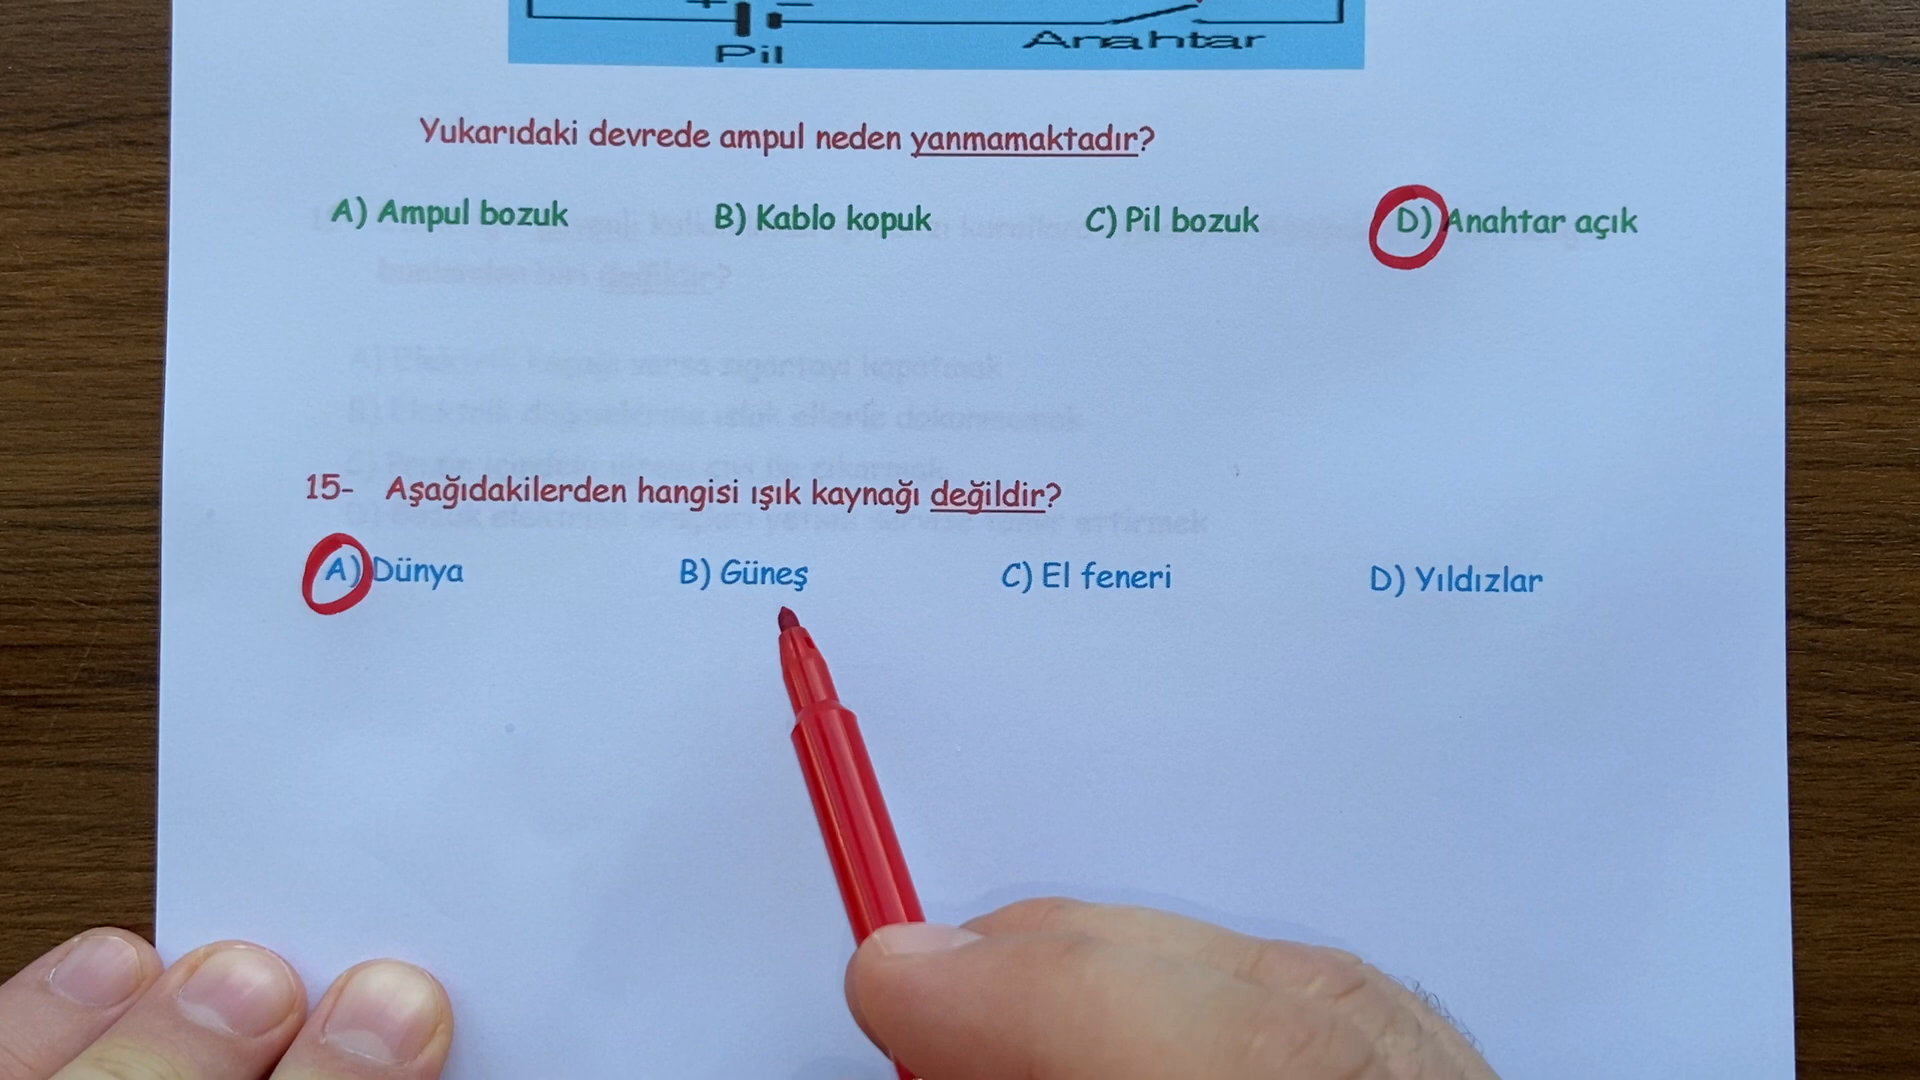 + –
Pil
Anahtar
Yukarıdaki devrede ampul neden yanmamaktadır?
A) Ampul bozuk B) Kablo kopuk C) Pil bozuk D) Anahtar açık
15- Aşağıdakilerden hangisi ışık kaynağı değildir?
A) Dünya B) Güneş C) El feneri D) Yıldızlar